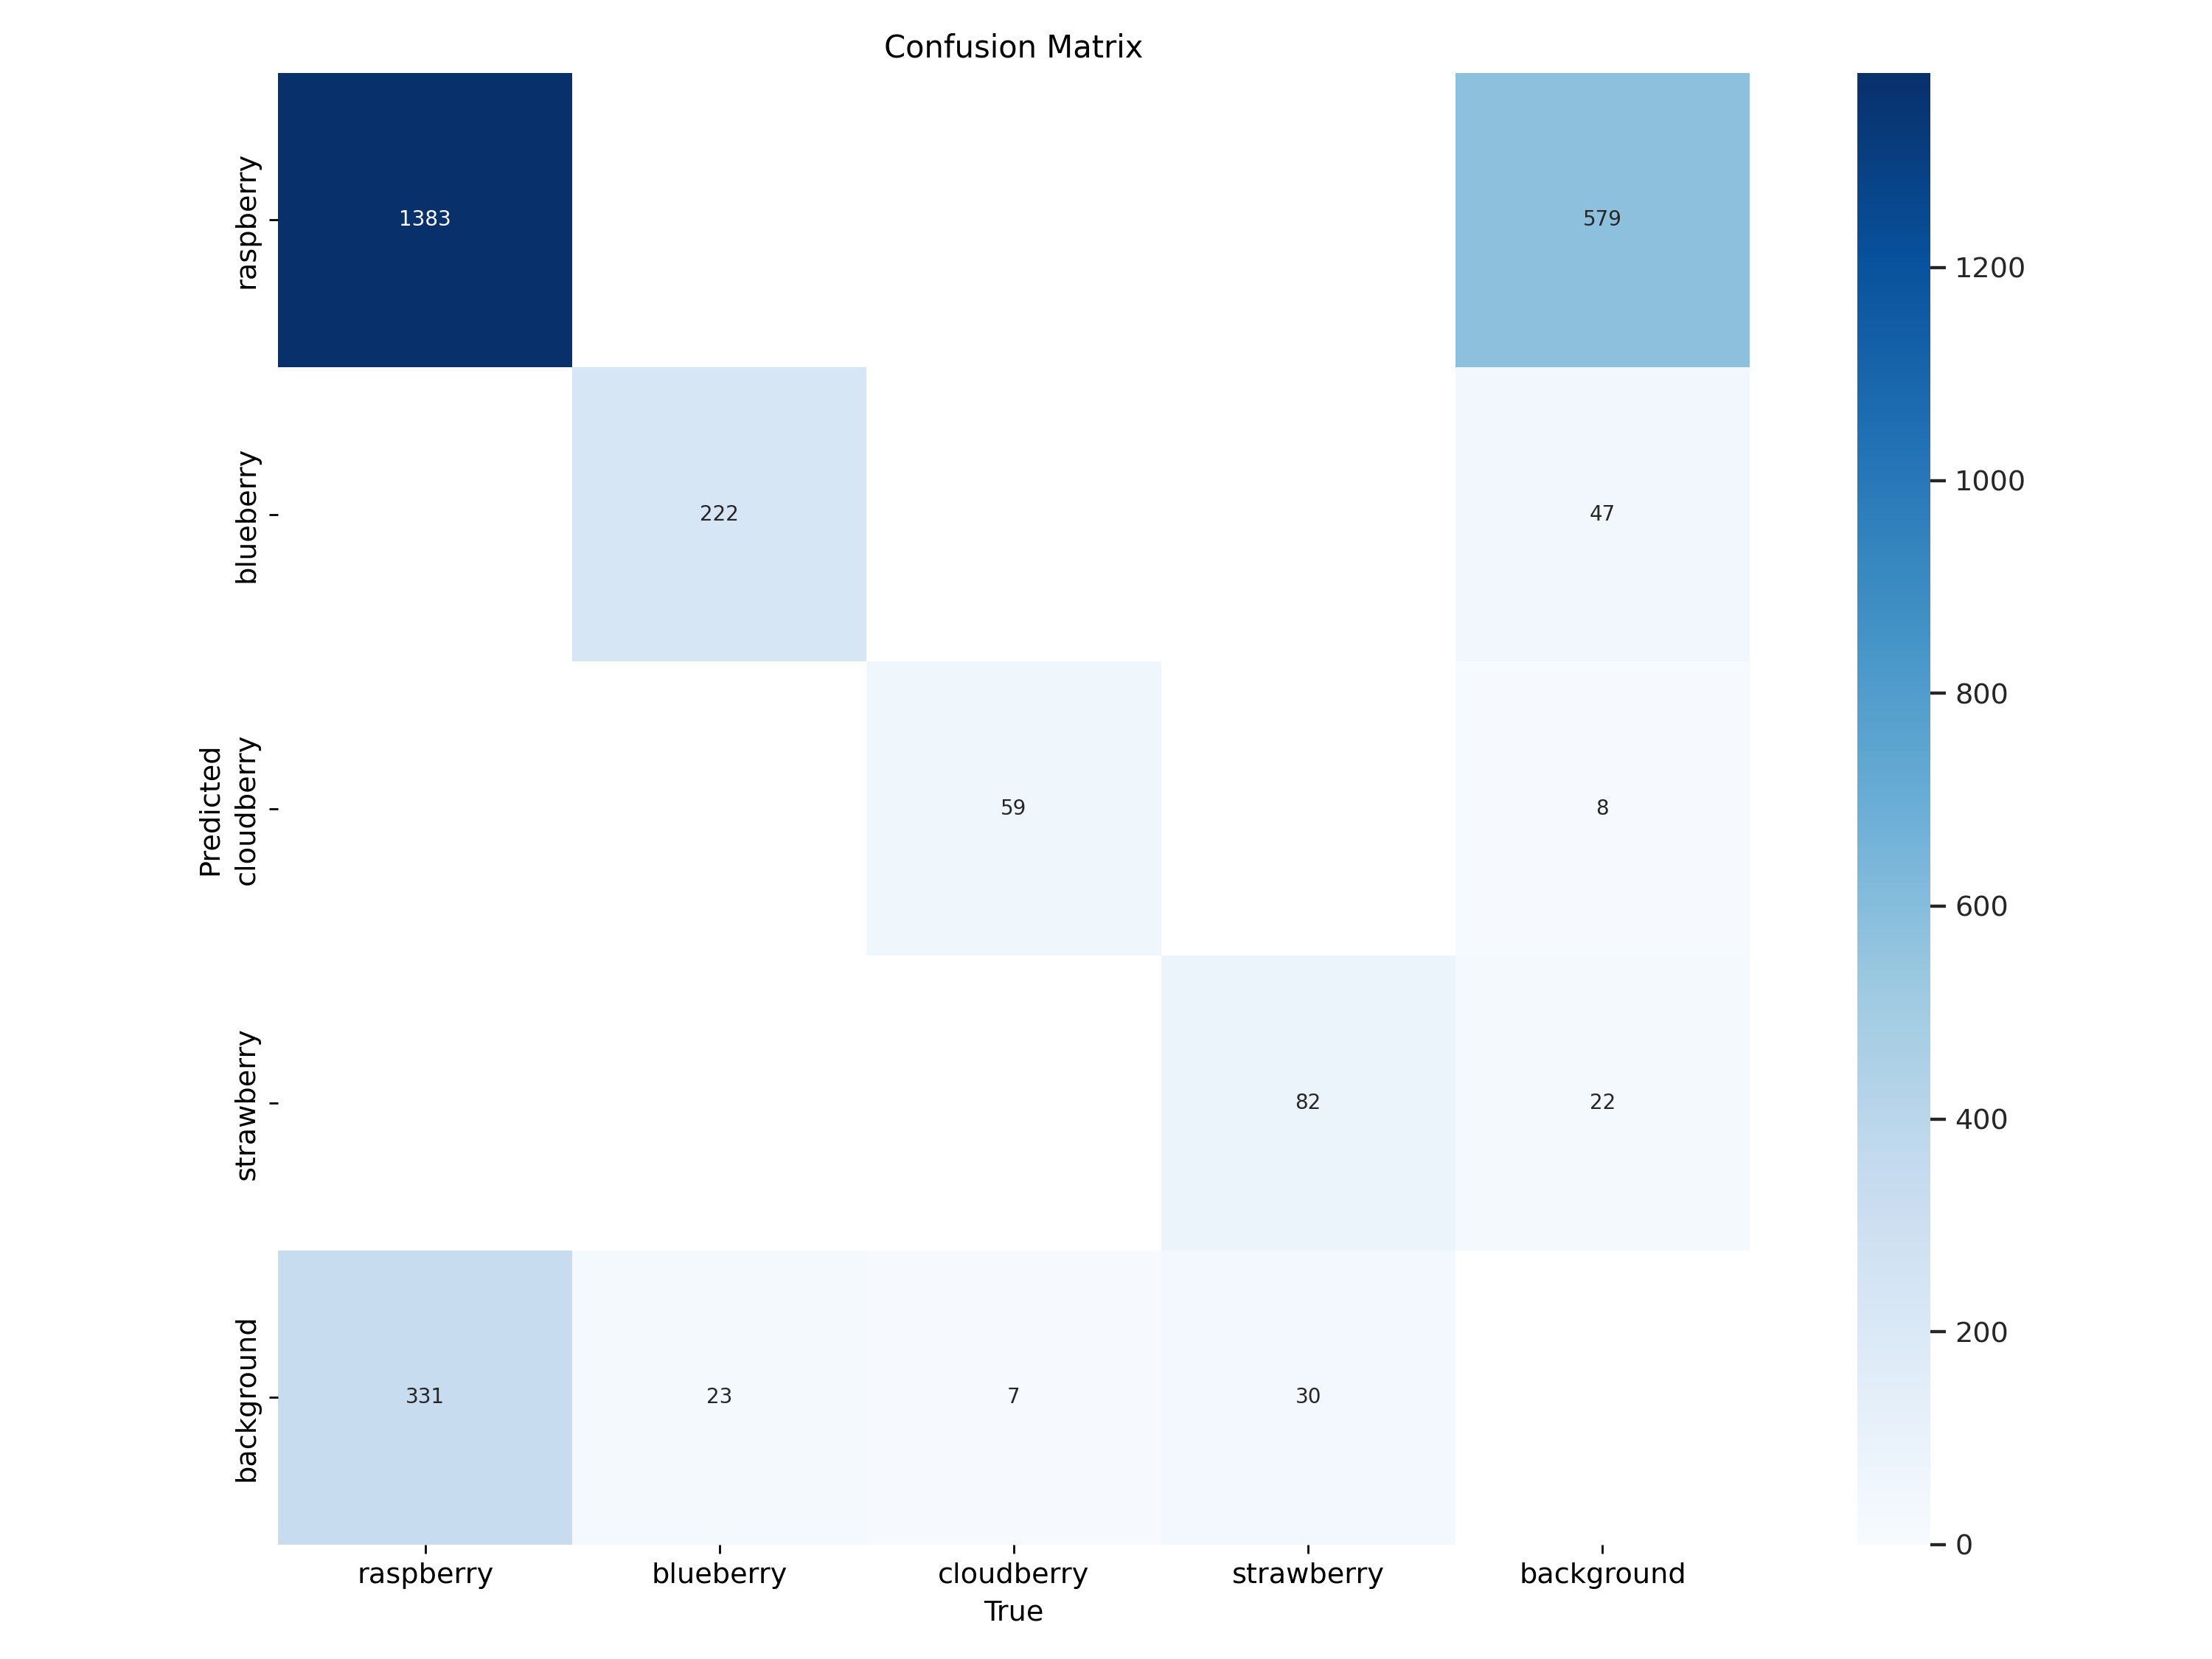 Confusion Matrix
raspberry
1383
579
1200
blueberry
222
47
1000
800
Predicted
cloudberry
59
8
600
strawberry
82
22
400
background
331
23
7
30
200
0
raspberry
blueberry
cloudberry
strawberry
background
True